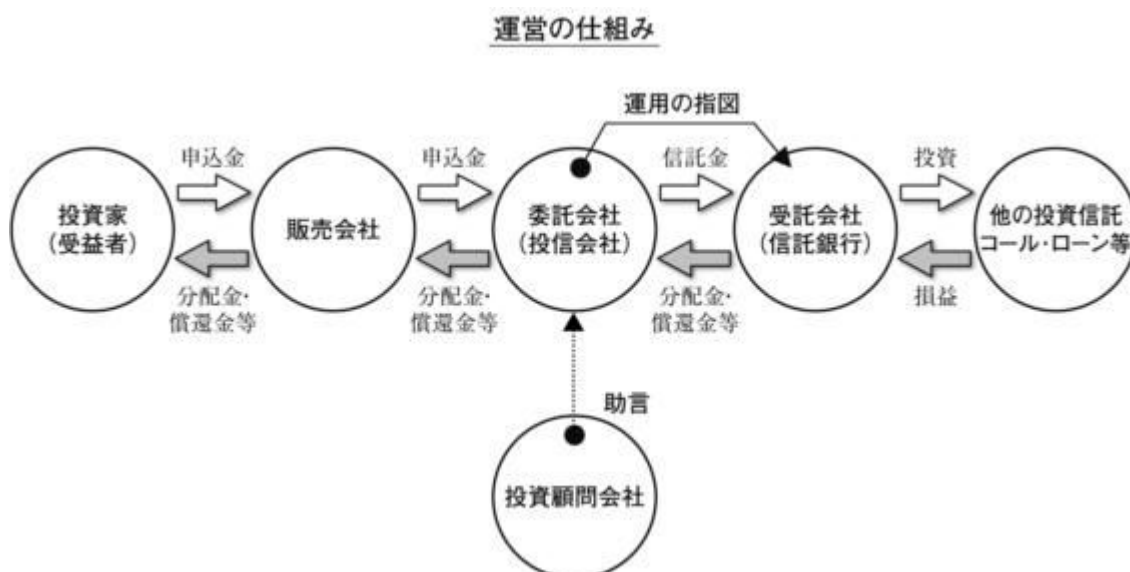 運営の仕組み
運用の指図
申込金
申込金
信託金
投資
投資家
(受益者)
販売会社
委託会社
(投信会社)
受託会社
(信託銀行)
他の投資信託
コール・ローン等
分配金・
償還金等
分配金・
償還金等
分配金・
償還金等
損益
助言
投資顧問会社